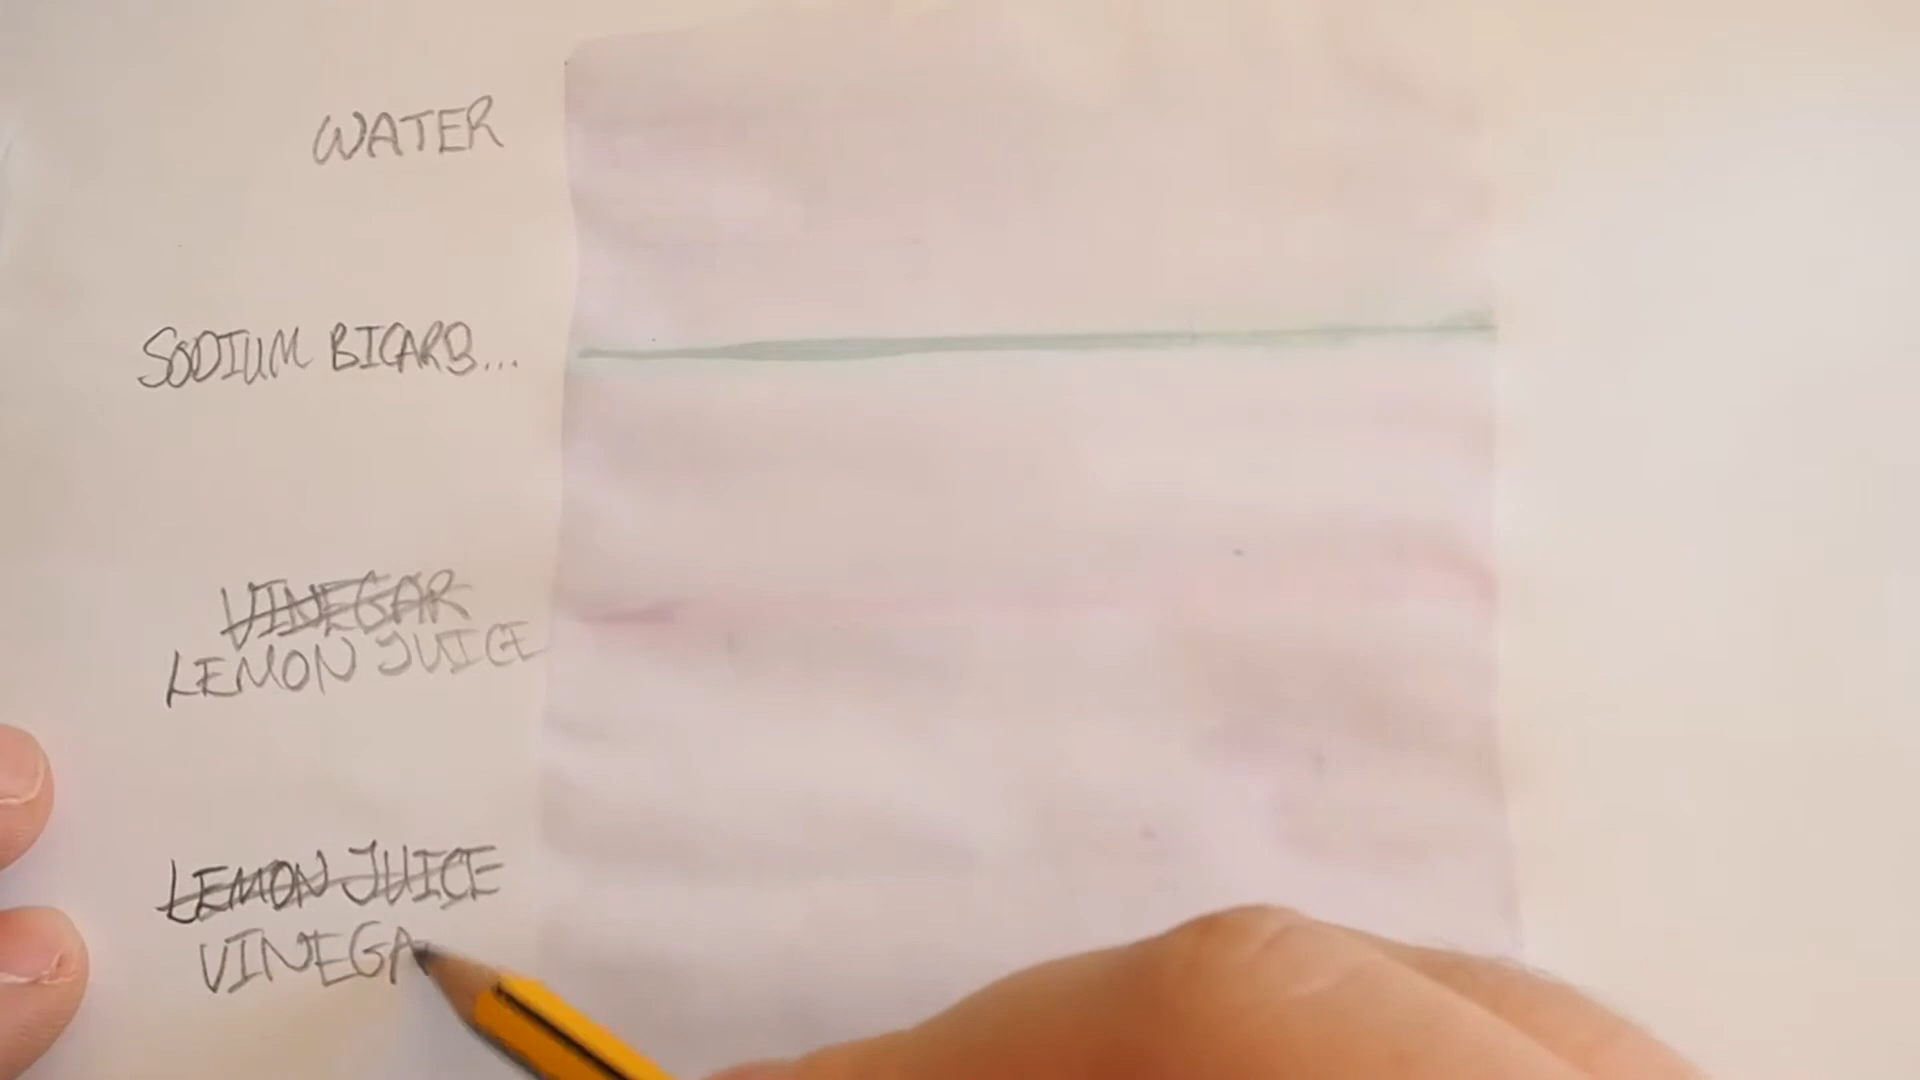 WATER
SODIUM BICARB...
VINEGAR
LEMON JUICE
LEMON JUICE
VINEGA